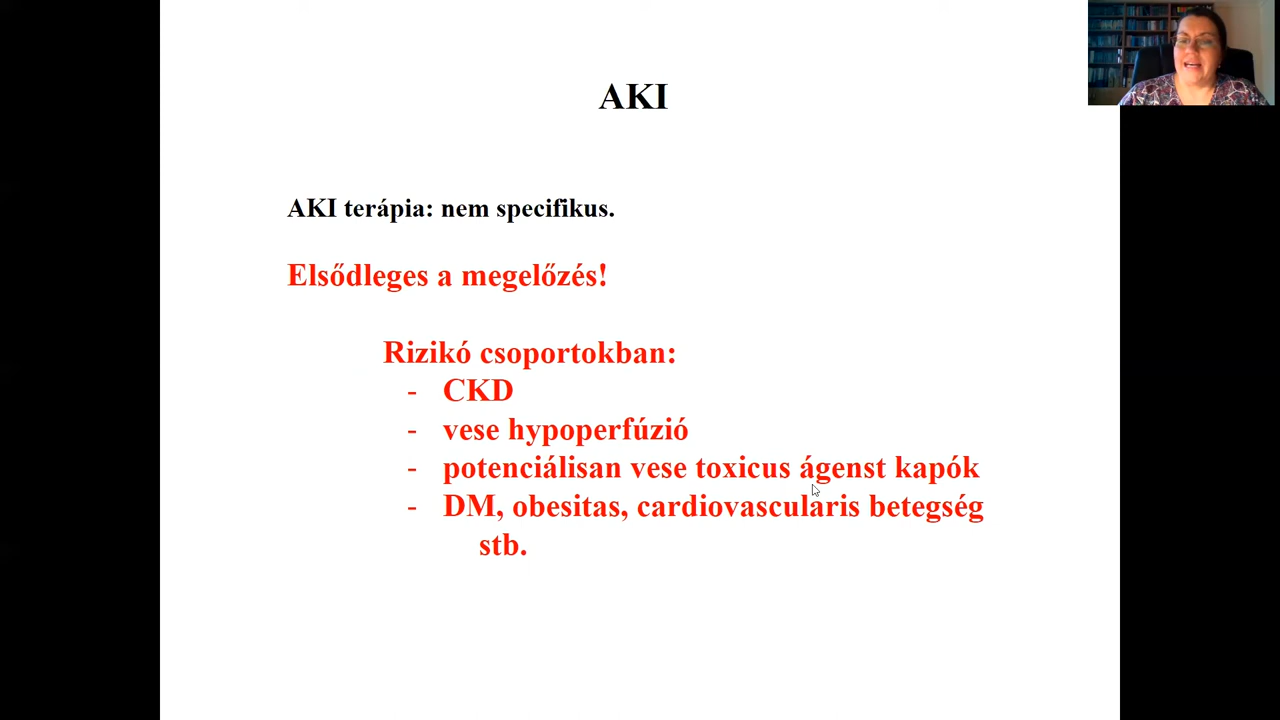 AKI
AKI terápia: nem specifikus.
Elsődleges a megelőzés!
Rizikó csoportokban:
- CKD
- vese hypoperfúzió
- potenciálisan vese toxicus ágenst kapók
- DM, obesitas, cardiovascularis betegség
stb.